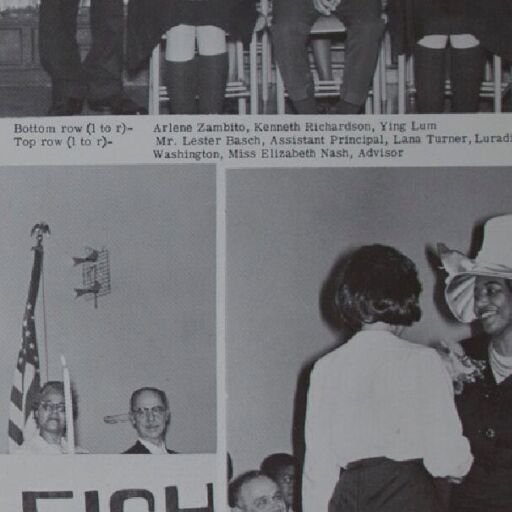 Bottom row (l to r)- Arlene Zambito, Kenneth Richardson, Ying Lum
Top row (l to r)- Mr. Lester Basch, Assistant Principal, Lana Turner, Luradi
Washington, Miss Elizabeth Nash, Advisor